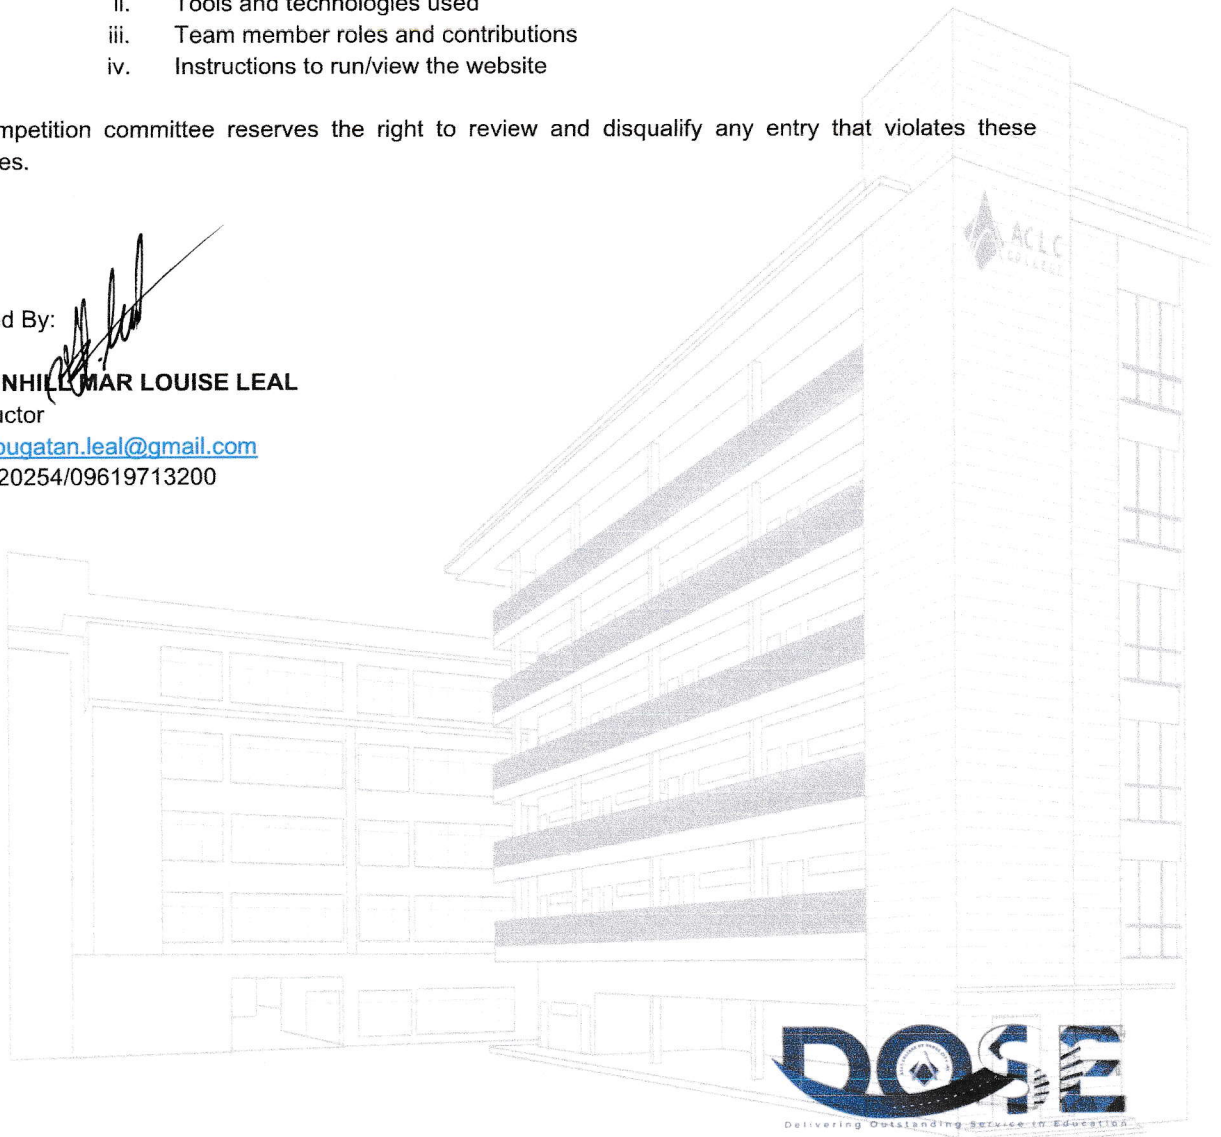 ii. Tools and technologies used
iii. Team member roles and contributions
iv. Instructions to run/view the website
mpetition committee reserves the right to review and disqualify any entry that violates these
es.
d By:
NHILL MAR LOUISE LEAL
uctor
ougatan.leal@gmail.com
20254/09619713200
ACLC
COLLEGE
DOSE
Delivering Outstanding Service in Education